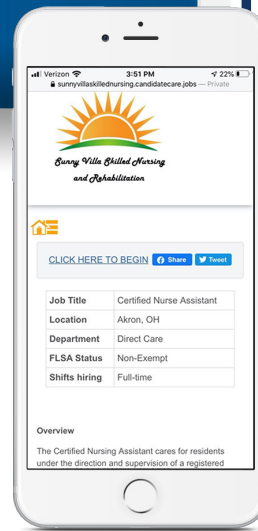 Verizon 3:51 PM 22%
sunnyvillaskillednursing.candidatecare.jobs — Private
Sunny Villa Skilled Nursing
and Rehabilitation
CLICK HERE TO BEGIN Share Tweet
Job Title Certified Nurse Assistant
Location Akron, OH
Department Direct Care
FLSA Status Non-Exempt
Shifts hiring Full-time
Overview
The Certified Nursing Assistant cares for residents
under the direction and supervision of a registered